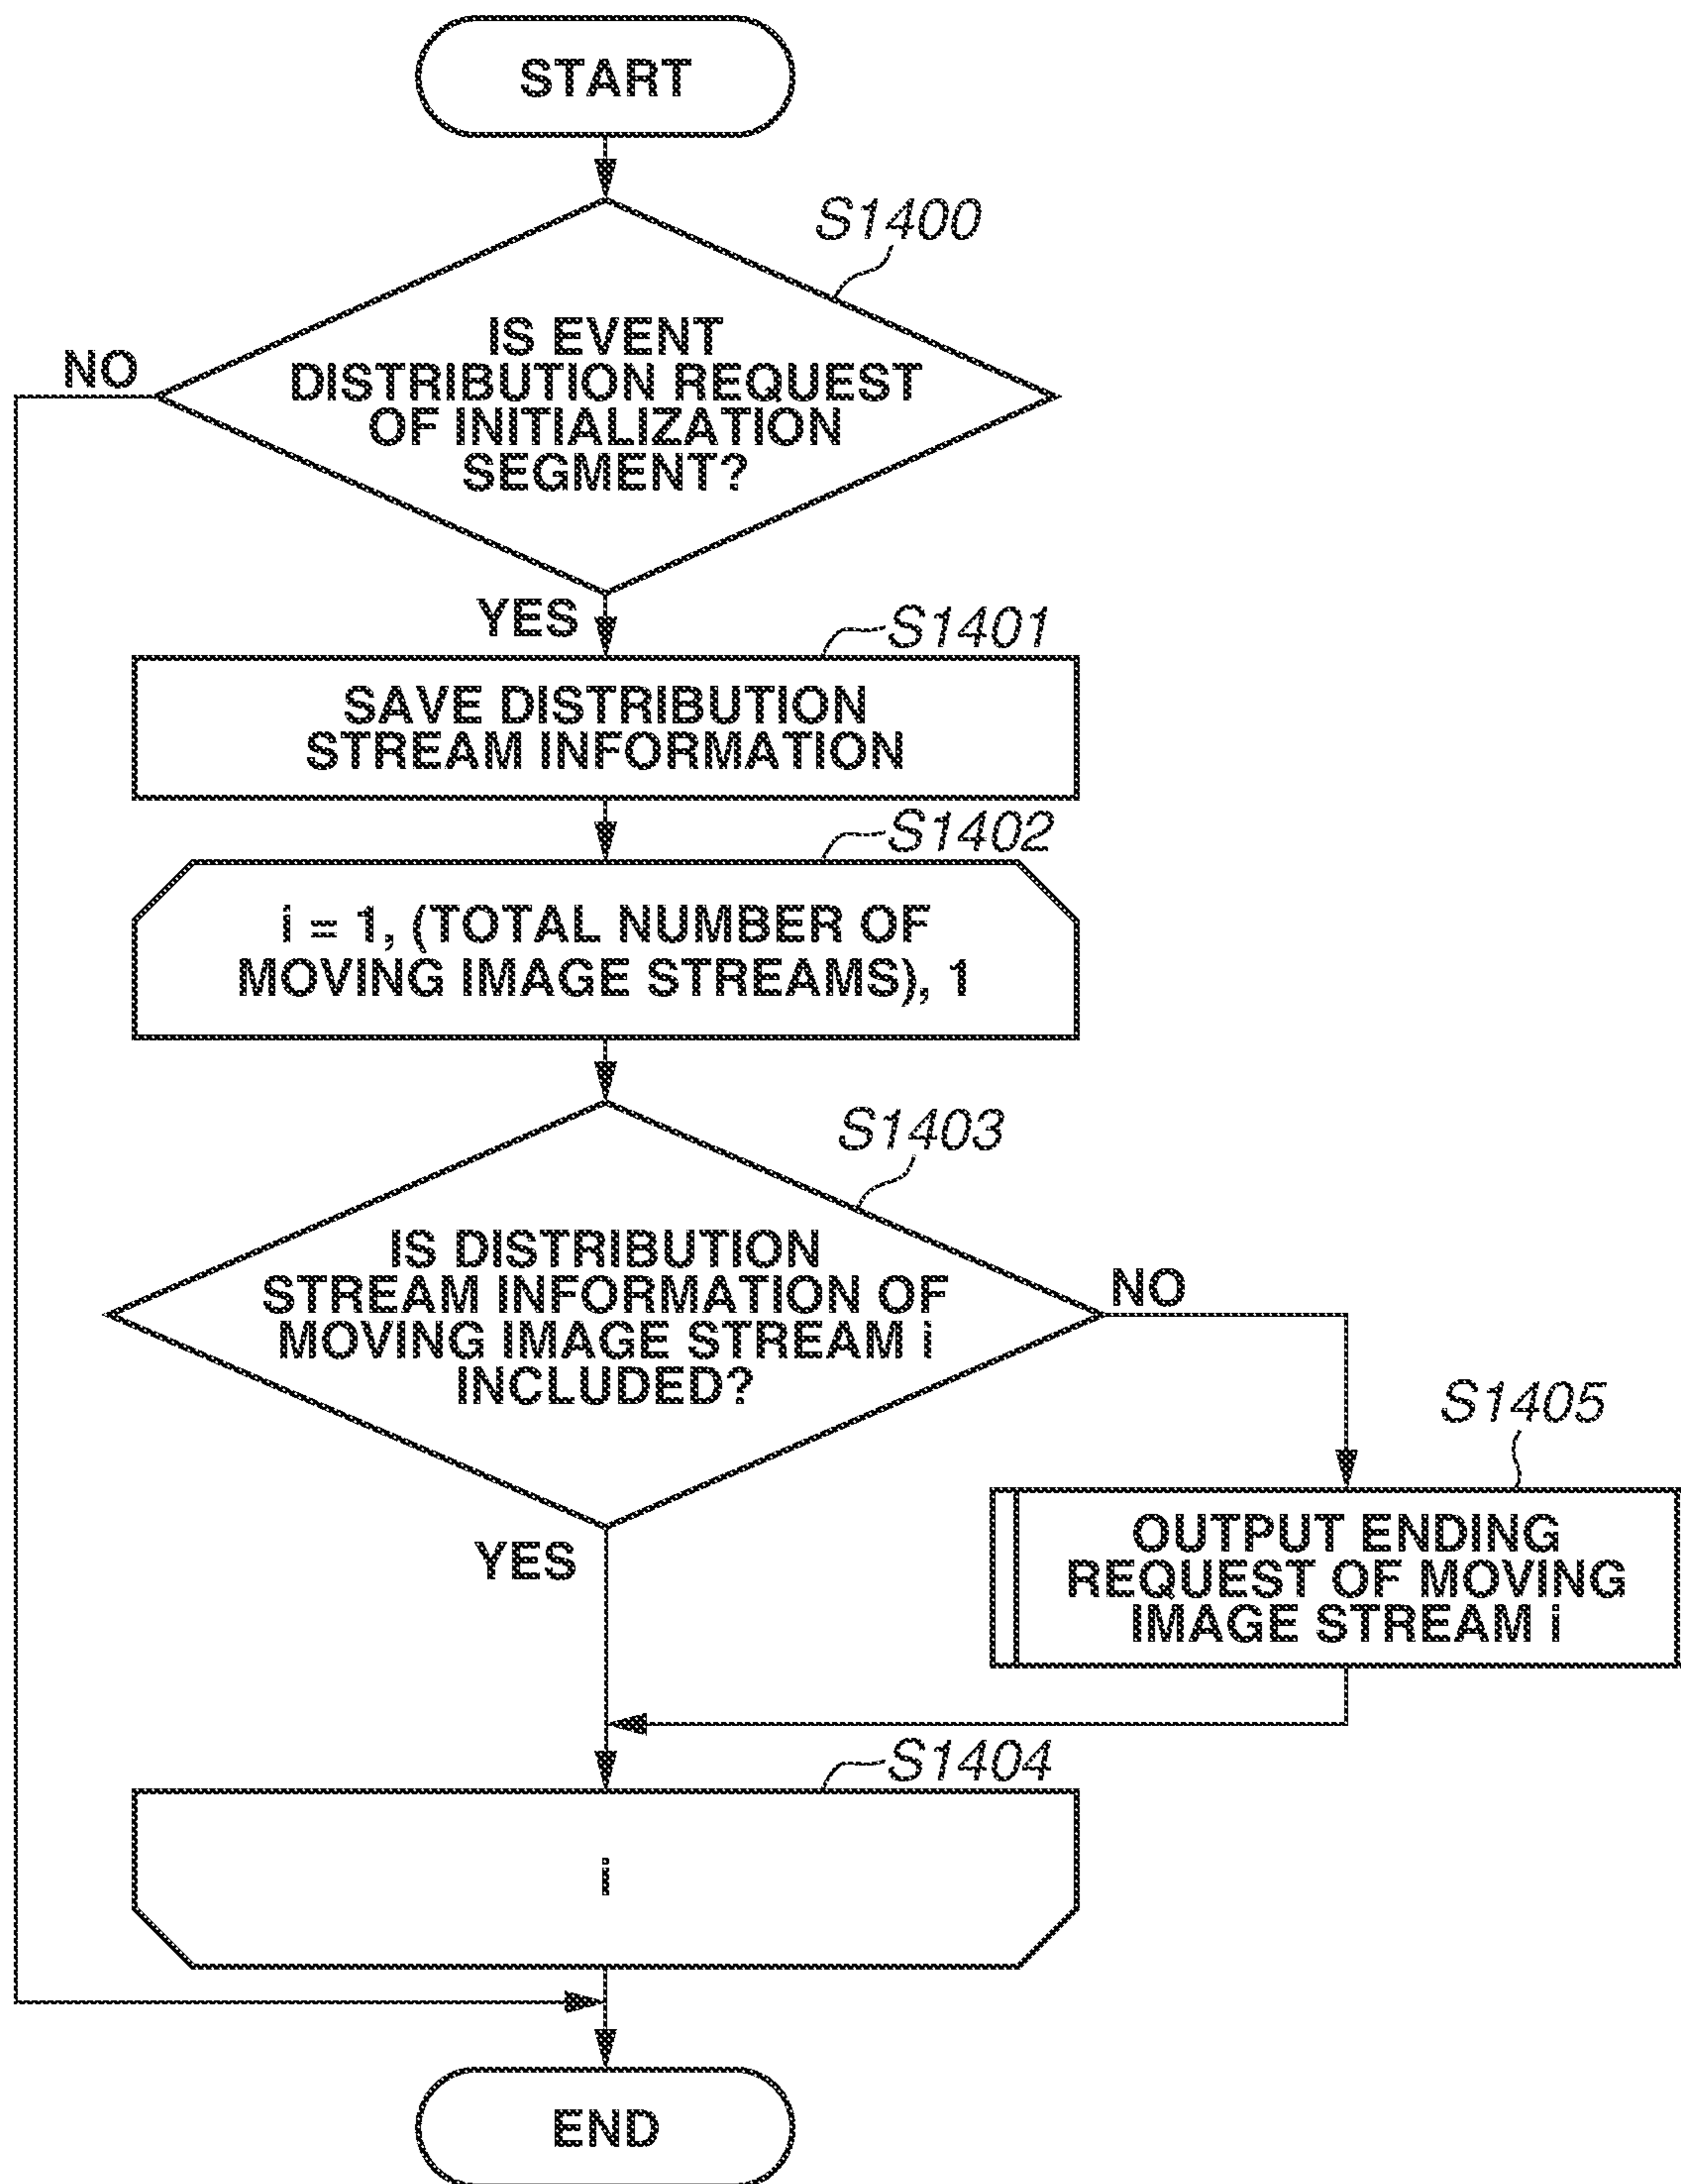 START
S1400
IS EVENT
DISTRIBUTION REQUEST
OF INITIALIZATION
SEGMENT?
NO
YES
S1401
SAVE DISTRIBUTION
STREAM INFORMATION
S1402
i = 1, (TOTAL NUMBER OF
MOVING IMAGE STREAMS), 1
S1403
IS DISTRIBUTION
STREAM INFORMATION OF
MOVING IMAGE STREAM i
INCLUDED?
NO
YES
S1405
OUTPUT ENDING
REQUEST OF MOVING
IMAGE STREAM i
S1404
i
END